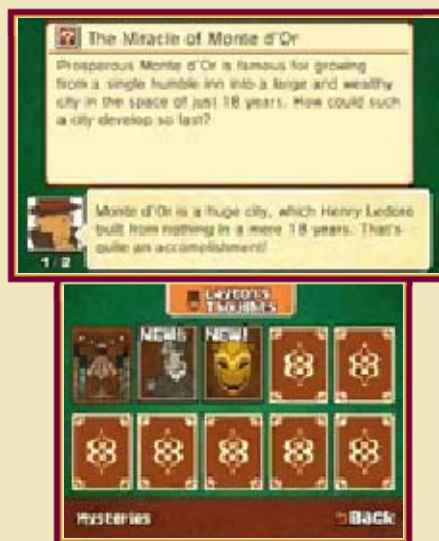 The Miracle of Monte d'Or
Prosperous Monte d'Or is famous for growing
from a single humble inn into a large and wealthy
city in the space of just 18 years. How could such
a city develop so fast?
Monte d'Or is a huge city, which Henry Ledore
built from nothing in a mere 18 years. That's
quite an accomplishment!
1/2
Layton's
Thoughts
NEW!
NEW!
Mysteries
Back